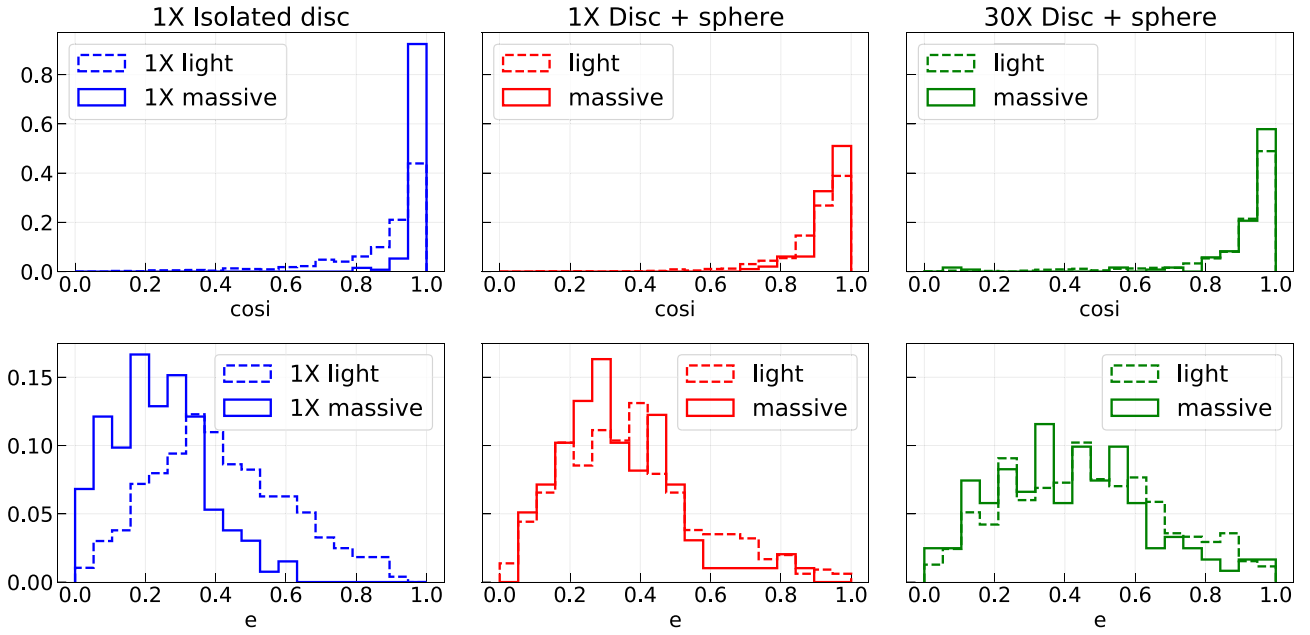 1X Isolated disc
1X Disc + sphere
30X Disc + sphere
1X light
1X massive
light
massive
light
massive
0.8
0.6
0.4
0.2
0.0
0.0 0.2 0.4 0.6 0.8 1.0
0.0 0.2 0.4 0.6 0.8 1.0
0.0 0.2 0.4 0.6 0.8 1.0
cosi
cosi
cosi
1X light
1X massive
light
massive
light
massive
0.15
0.10
0.05
0.00
0.0 0.2 0.4 0.6 0.8 1.0
0.0 0.2 0.4 0.6 0.8 1.0
0.0 0.2 0.4 0.6 0.8 1.0
e
e
e